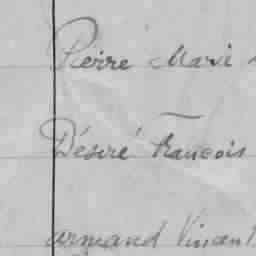 Pierre Mari
Désiré François
armand Vincent